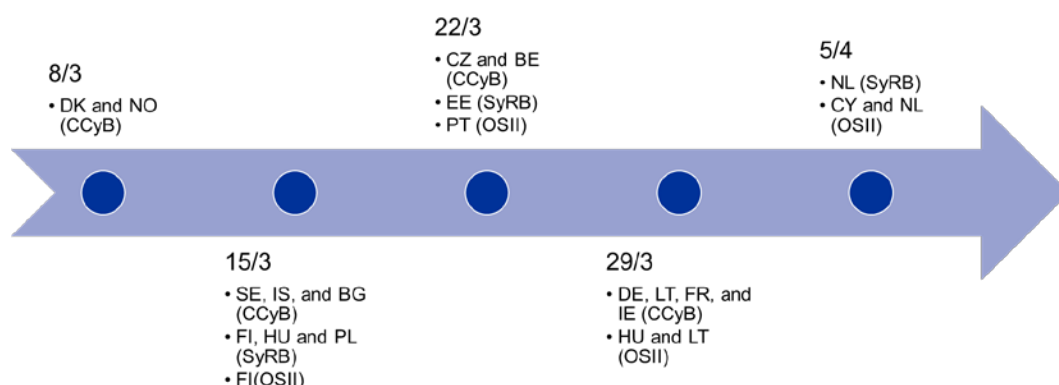 8/3
• DK and NO
(CCyB)
15/3
• SE, IS, and BG
(CCyB)
• FI, HU and PL
(SyRB)
• FI(OSII)
22/3
• CZ and BE
(CCyB)
• EE (SyRB)
• PT (OSII)
29/3
• DE, LT, FR, and
IE (CCyB)
• HU and LT
(OSII)
5/4
• NL (SyRB)
• CY and NL
(OSII)